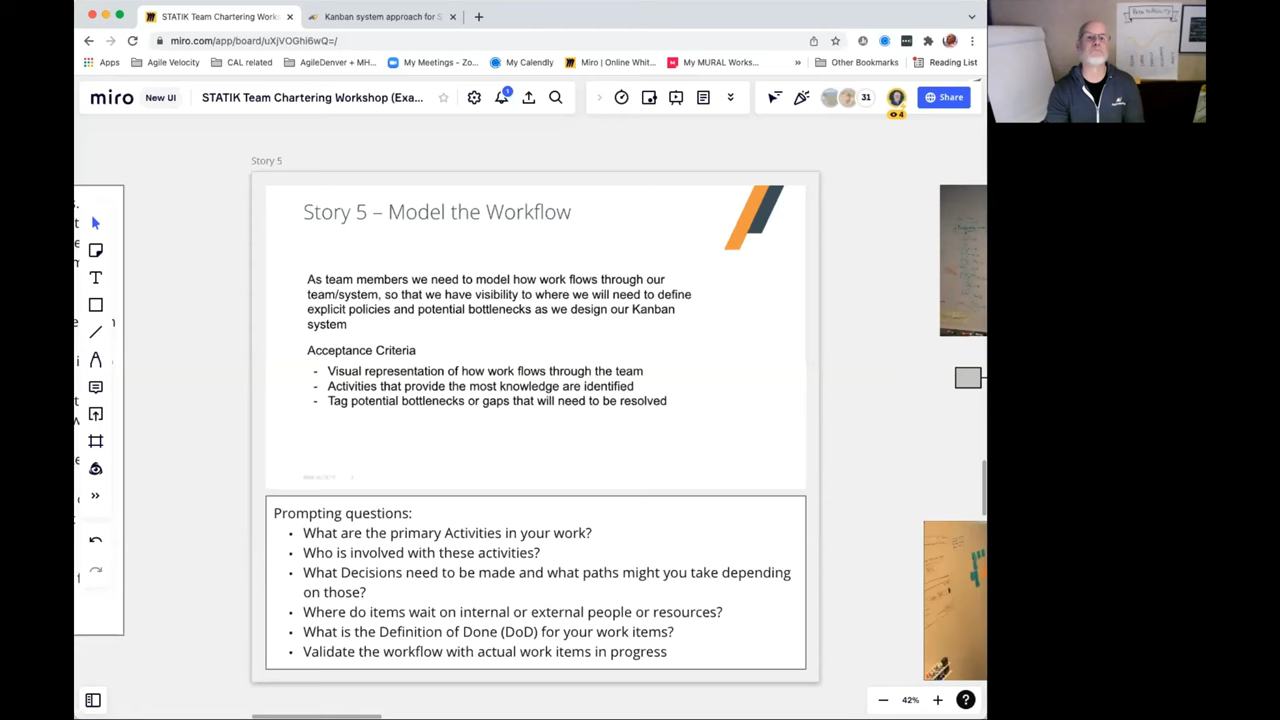 STATIK Team Chartering Works
Kanban system approach for S
miro.com/app/board/uXjVOGhI6wQ=/
Apps
Agile Velocity
CAL related
AgileDenver + MH...
My Meetings - Zo...
My Calendly
Miro | Online Whit...
My MURAL Works...
Other Bookmarks
Reading List
miro
New UI
STATIK Team Chartering Workshop (Exa...
1
31
4
Share
Story 5
Story 5 – Model the Workflow
As team members we need to model how work flows through our
team/system, so that we have visibility to where we will need to define
explicit policies and potential bottlenecks as we design our Kanban
system
Acceptance Criteria
- Visual representation of how work flows through the team
- Activities that provide the most knowledge are identified
- Tag potential bottlenecks or gaps that will need to be resolved
Prompting questions:
• What are the primary Activities in your work?
• Who is involved with these activities?
• What Decisions need to be made and what paths might you take depending
on those?
• Where do items wait on internal or external people or resources?
• What is the Definition of Done (DoD) for your work items?
• Validate the workflow with actual work items in progress
42%